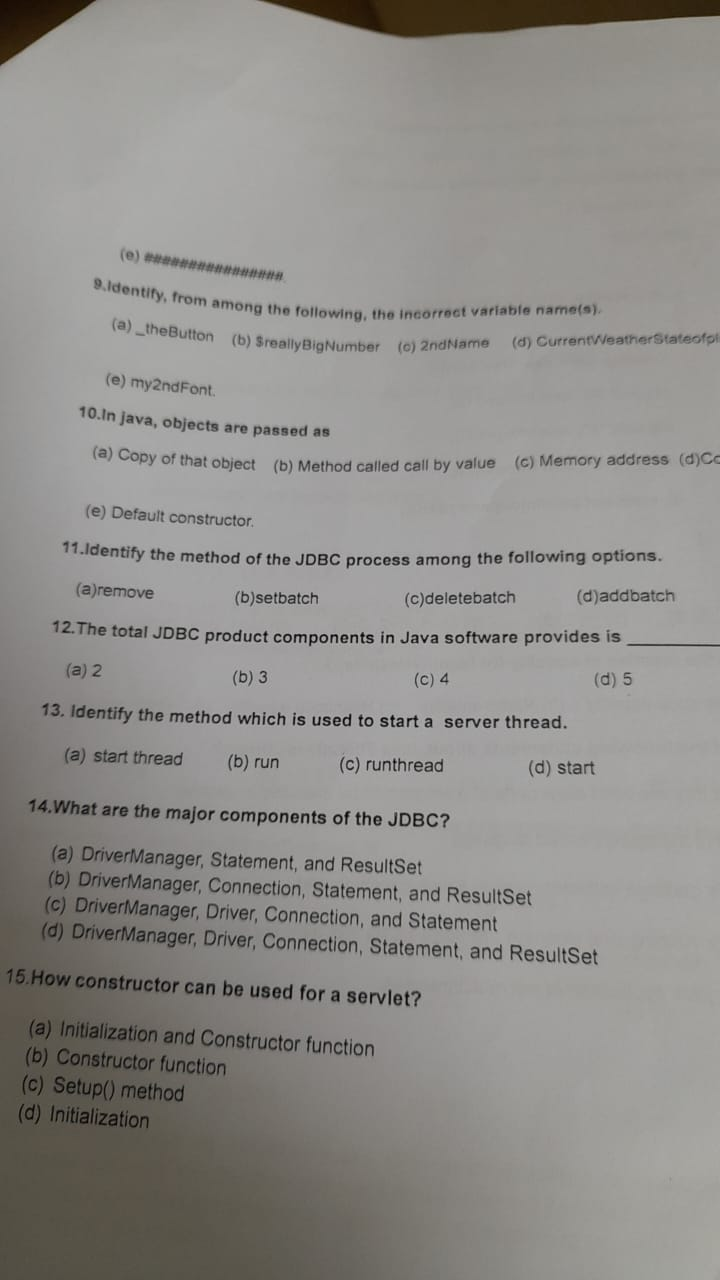 (e) ################
9.Identify, from among the following, the incorrect variable name(s).
(a) _theButton (b) $reallyBigNumber (c) 2ndName (d) CurrentWeatherStateofpl
(e) my2ndFont.
10.In java, objects are passed as
(a) Copy of that object (b) Method called call by value (c) Memory address (d)Co
(e) Default constructor.
11.Identify the method of the JDBC process among the following options.
(a)remove (b)setbatch (c)deletebatch (d)addbatch
12.The total JDBC product components in Java software provides is ________
(a) 2 (b) 3 (c) 4 (d) 5
13. Identify the method which is used to start a server thread.
(a) start thread (b) run (c) runthread (d) start
14.What are the major components of the JDBC?
(a) DriverManager, Statement, and ResultSet
(b) DriverManager, Connection, Statement, and ResultSet
(c) DriverManager, Driver, Connection, and Statement
(d) DriverManager, Driver, Connection, Statement, and ResultSet
15.How constructor can be used for a servlet?
(a) Initialization and Constructor function
(b) Constructor function
(c) Setup() method
(d) Initialization